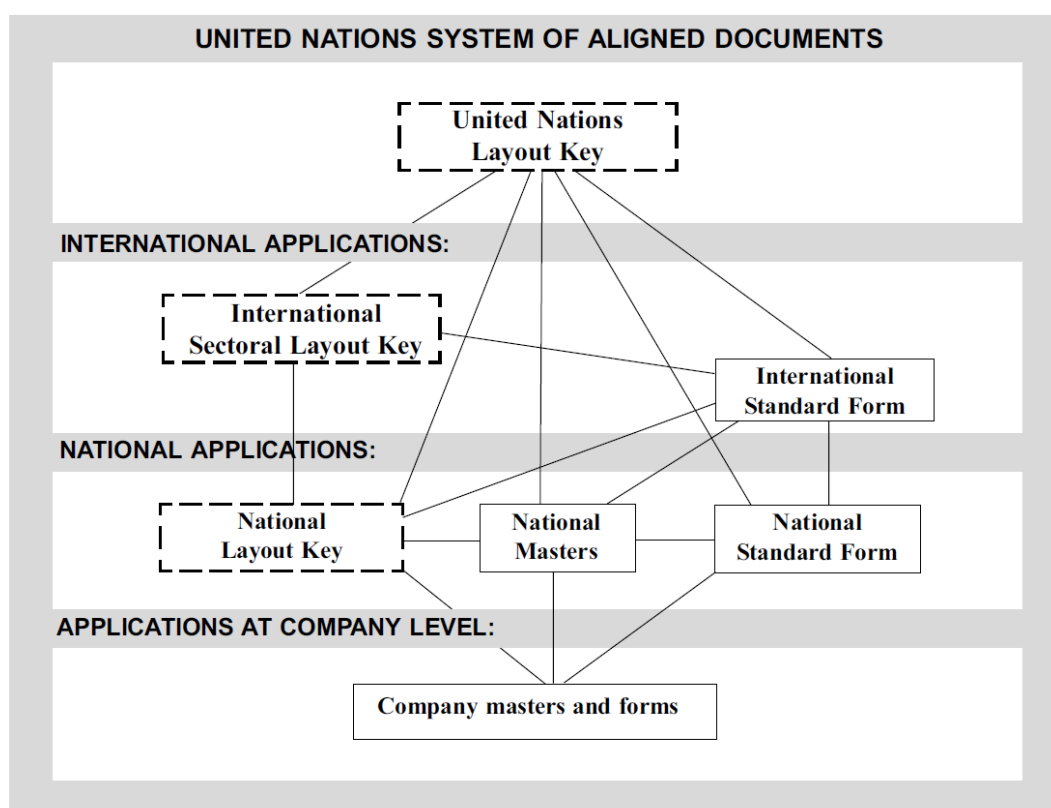 UNITED NATIONS SYSTEM OF ALIGNED DOCUMENTS
United Nations
Layout Key
INTERNATIONAL APPLICATIONS:
International
Sectoral Layout Key
International
Standard Form
NATIONAL APPLICATIONS:
National
Layout Key
National
Masters
National
Standard Form
APPLICATIONS AT COMPANY LEVEL:
Company masters and forms